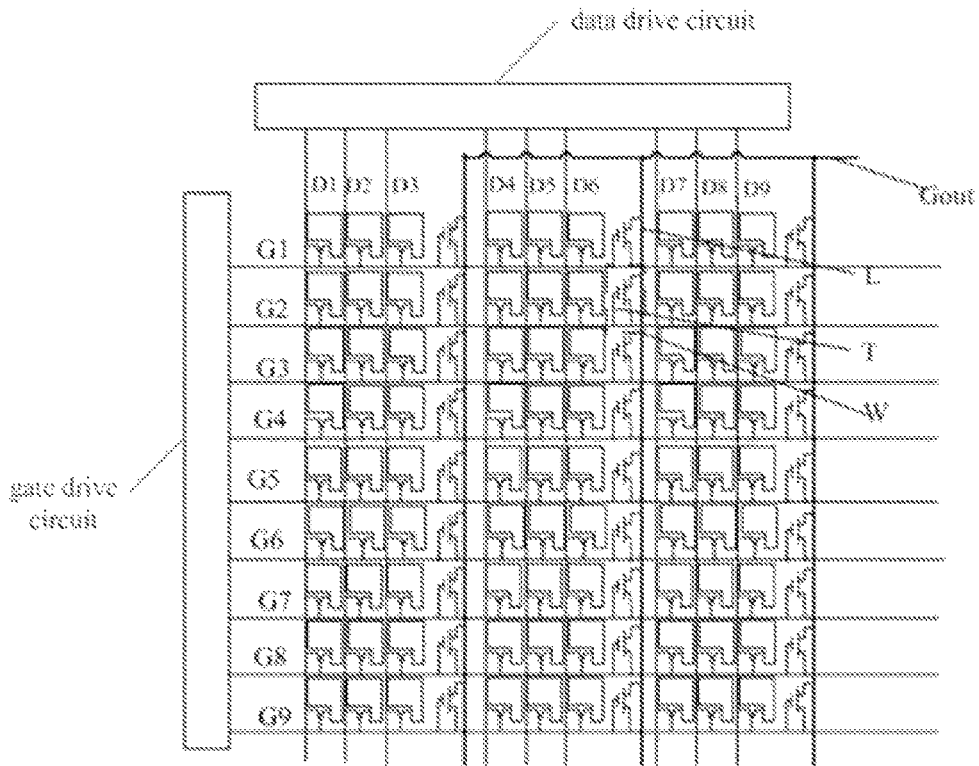 data drive circuit
D1 D2 D3 D4 D5 D6 D7 D8 D9
Gout
G1
L
G2
T
G3
W
G4
gate drive
circuit
G5
G6
G7
G8
G9